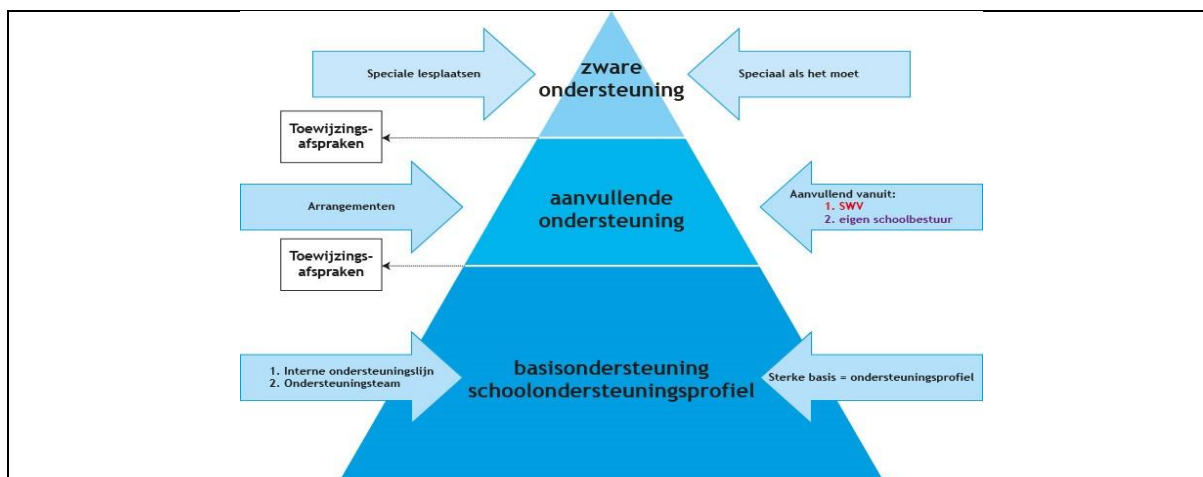 Speciale lesplaatsen
zware
ondersteuning
Speciaal als het moet
Toewijzings-
afspraken
Arrangementen
aanvullende
ondersteuning
Aanvullend vanuit:
1. SWV
2. eigen schoolbestuur
Toewijzings-
afspraken
1. Interne ondersteuningslijn
2. Ondersteuningsteam
basisondersteuning
schoolondersteuningsprofiel
Sterke basis = ondersteuningsprofiel